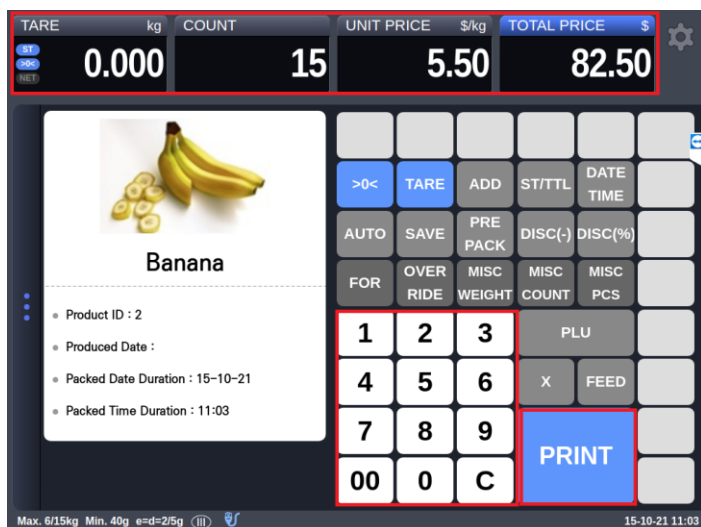 TARE kg COUNT UNIT PRICE $/kg TOTAL PRICE $
ST
>0<
NET
0.000 15 5.50 82.50
Banana
Product ID : 2
Produced Date :
Packed Date Duration : 15-10-21
Packed Time Duration : 11:03
>0< TARE ADD ST/TTL DATE TIME
AUTO SAVE PRE PACK DISC(-) DISC(%)
FOR OVER RIDE MISC WEIGHT MISC COUNT MISC PCS
1 2 3 PLU
4 5 6 X FEED
7 8 9 PRINT
00 0 C
Max. 6/15kg Min. 40g e=d=2/5g III 15-10-21 11:03